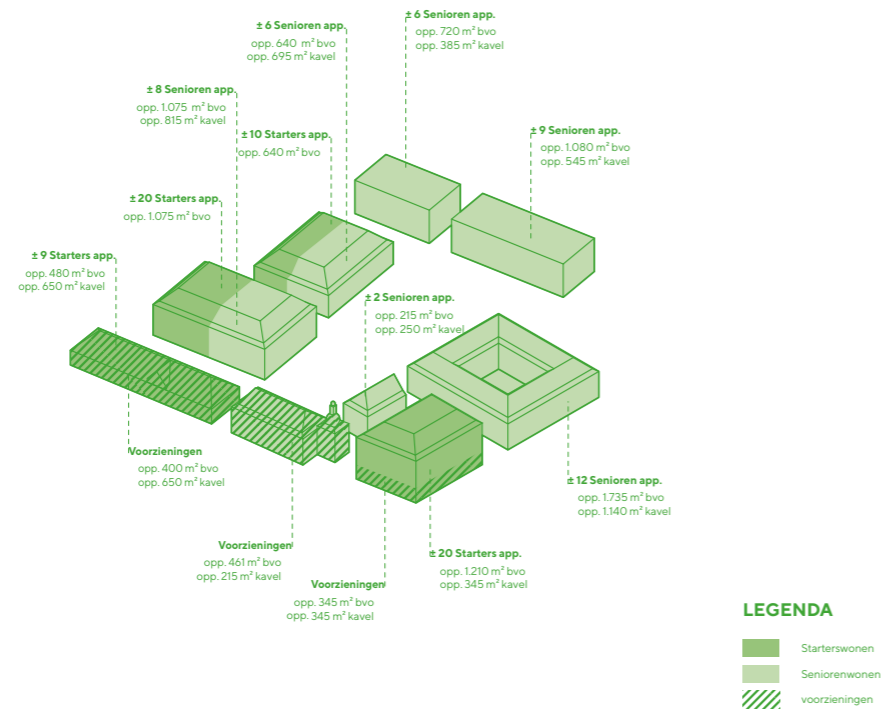 ± 6 Senioren app.
opp. 720 m² bvo
opp. 385 m² kavel
± 6 Senioren app.
opp. 640 m² bvo
opp. 695 m² kavel
± 8 Senioren app.
opp. 1.075 m² bvo
opp. 815 m² kavel
± 10 Starters app.
opp. 640 m² bvo
± 9 Senioren app.
opp. 1.080 m² bvo
opp. 545 m² kavel
± 20 Starters app.
opp. 1.075 m² bvo
± 9 Starters app.
opp. 480 m² bvo
opp. 650 m² kavel
± 2 Senioren app.
opp. 215 m² bvo
opp. 250 m² kavel
Voorzieningen
opp. 400 m² bvo
opp. 650 m² kavel
± 12 Senioren app.
opp. 1.735 m² bvo
opp. 1.140 m² kavel
Voorzieningen
opp. 461 m² bvo
opp. 215 m² kavel
± 20 Starters app.
opp. 1.210 m² bvo
opp. 345 m² kavel
Voorzieningen
opp. 345 m² bvo
opp. 345 m² kavel
LEGENDA
Starterswonen
Seniorenwonen
voorzieningen